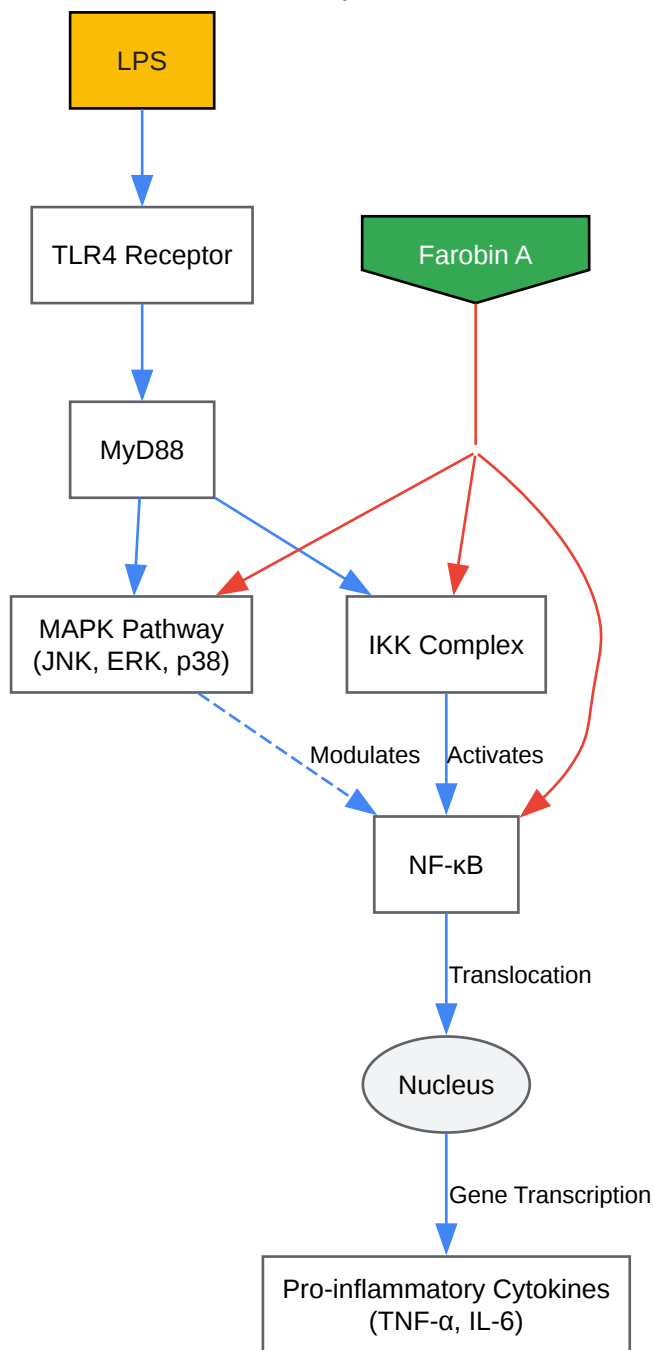 LPS
TLR4 Receptor
Farobin A
MyD88
MAPK Pathway
(JNK, ERK, p38)
IKK Complex
Modulates
Activates
NF-κB
Translocation
Nucleus
Gene Transcription
Pro-inflammatory Cytokines
(TNF-α, IL-6)